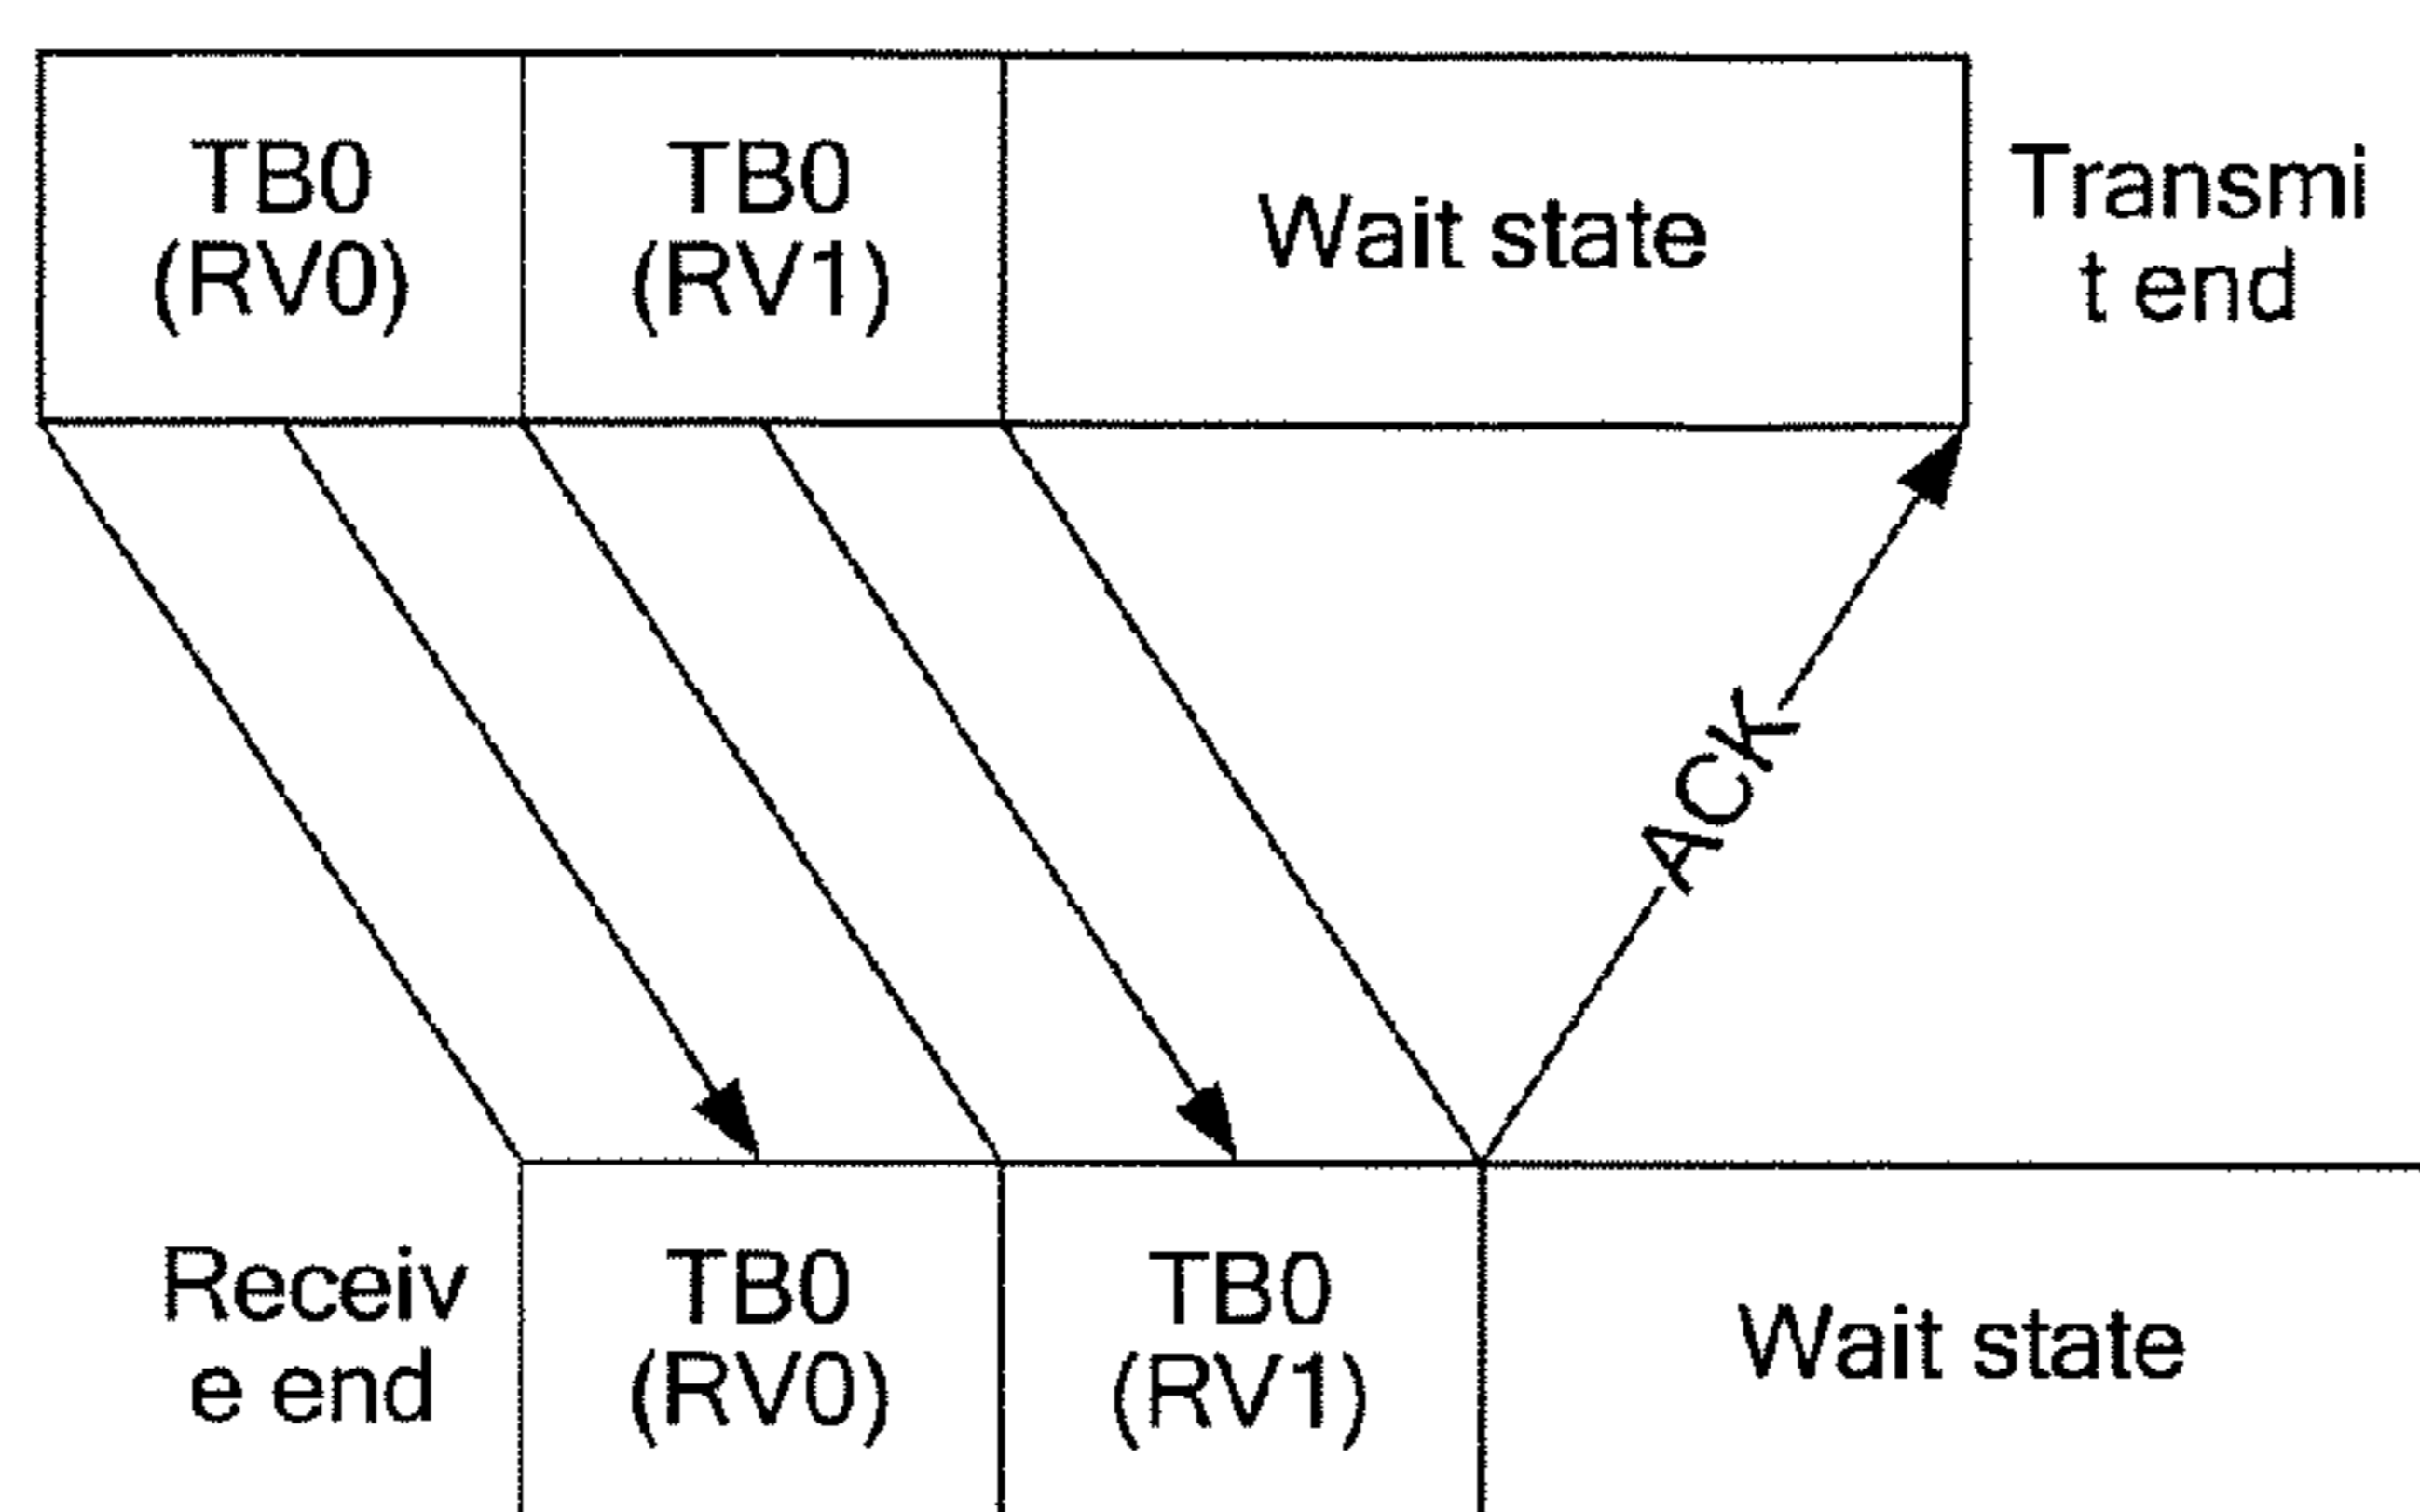 TB0
(RV0)
TB0
(RV1)
Wait state
Transmi
t end
ACK
Receiv
e end
TB0
(RV0)
TB0
(RV1)
Wait state